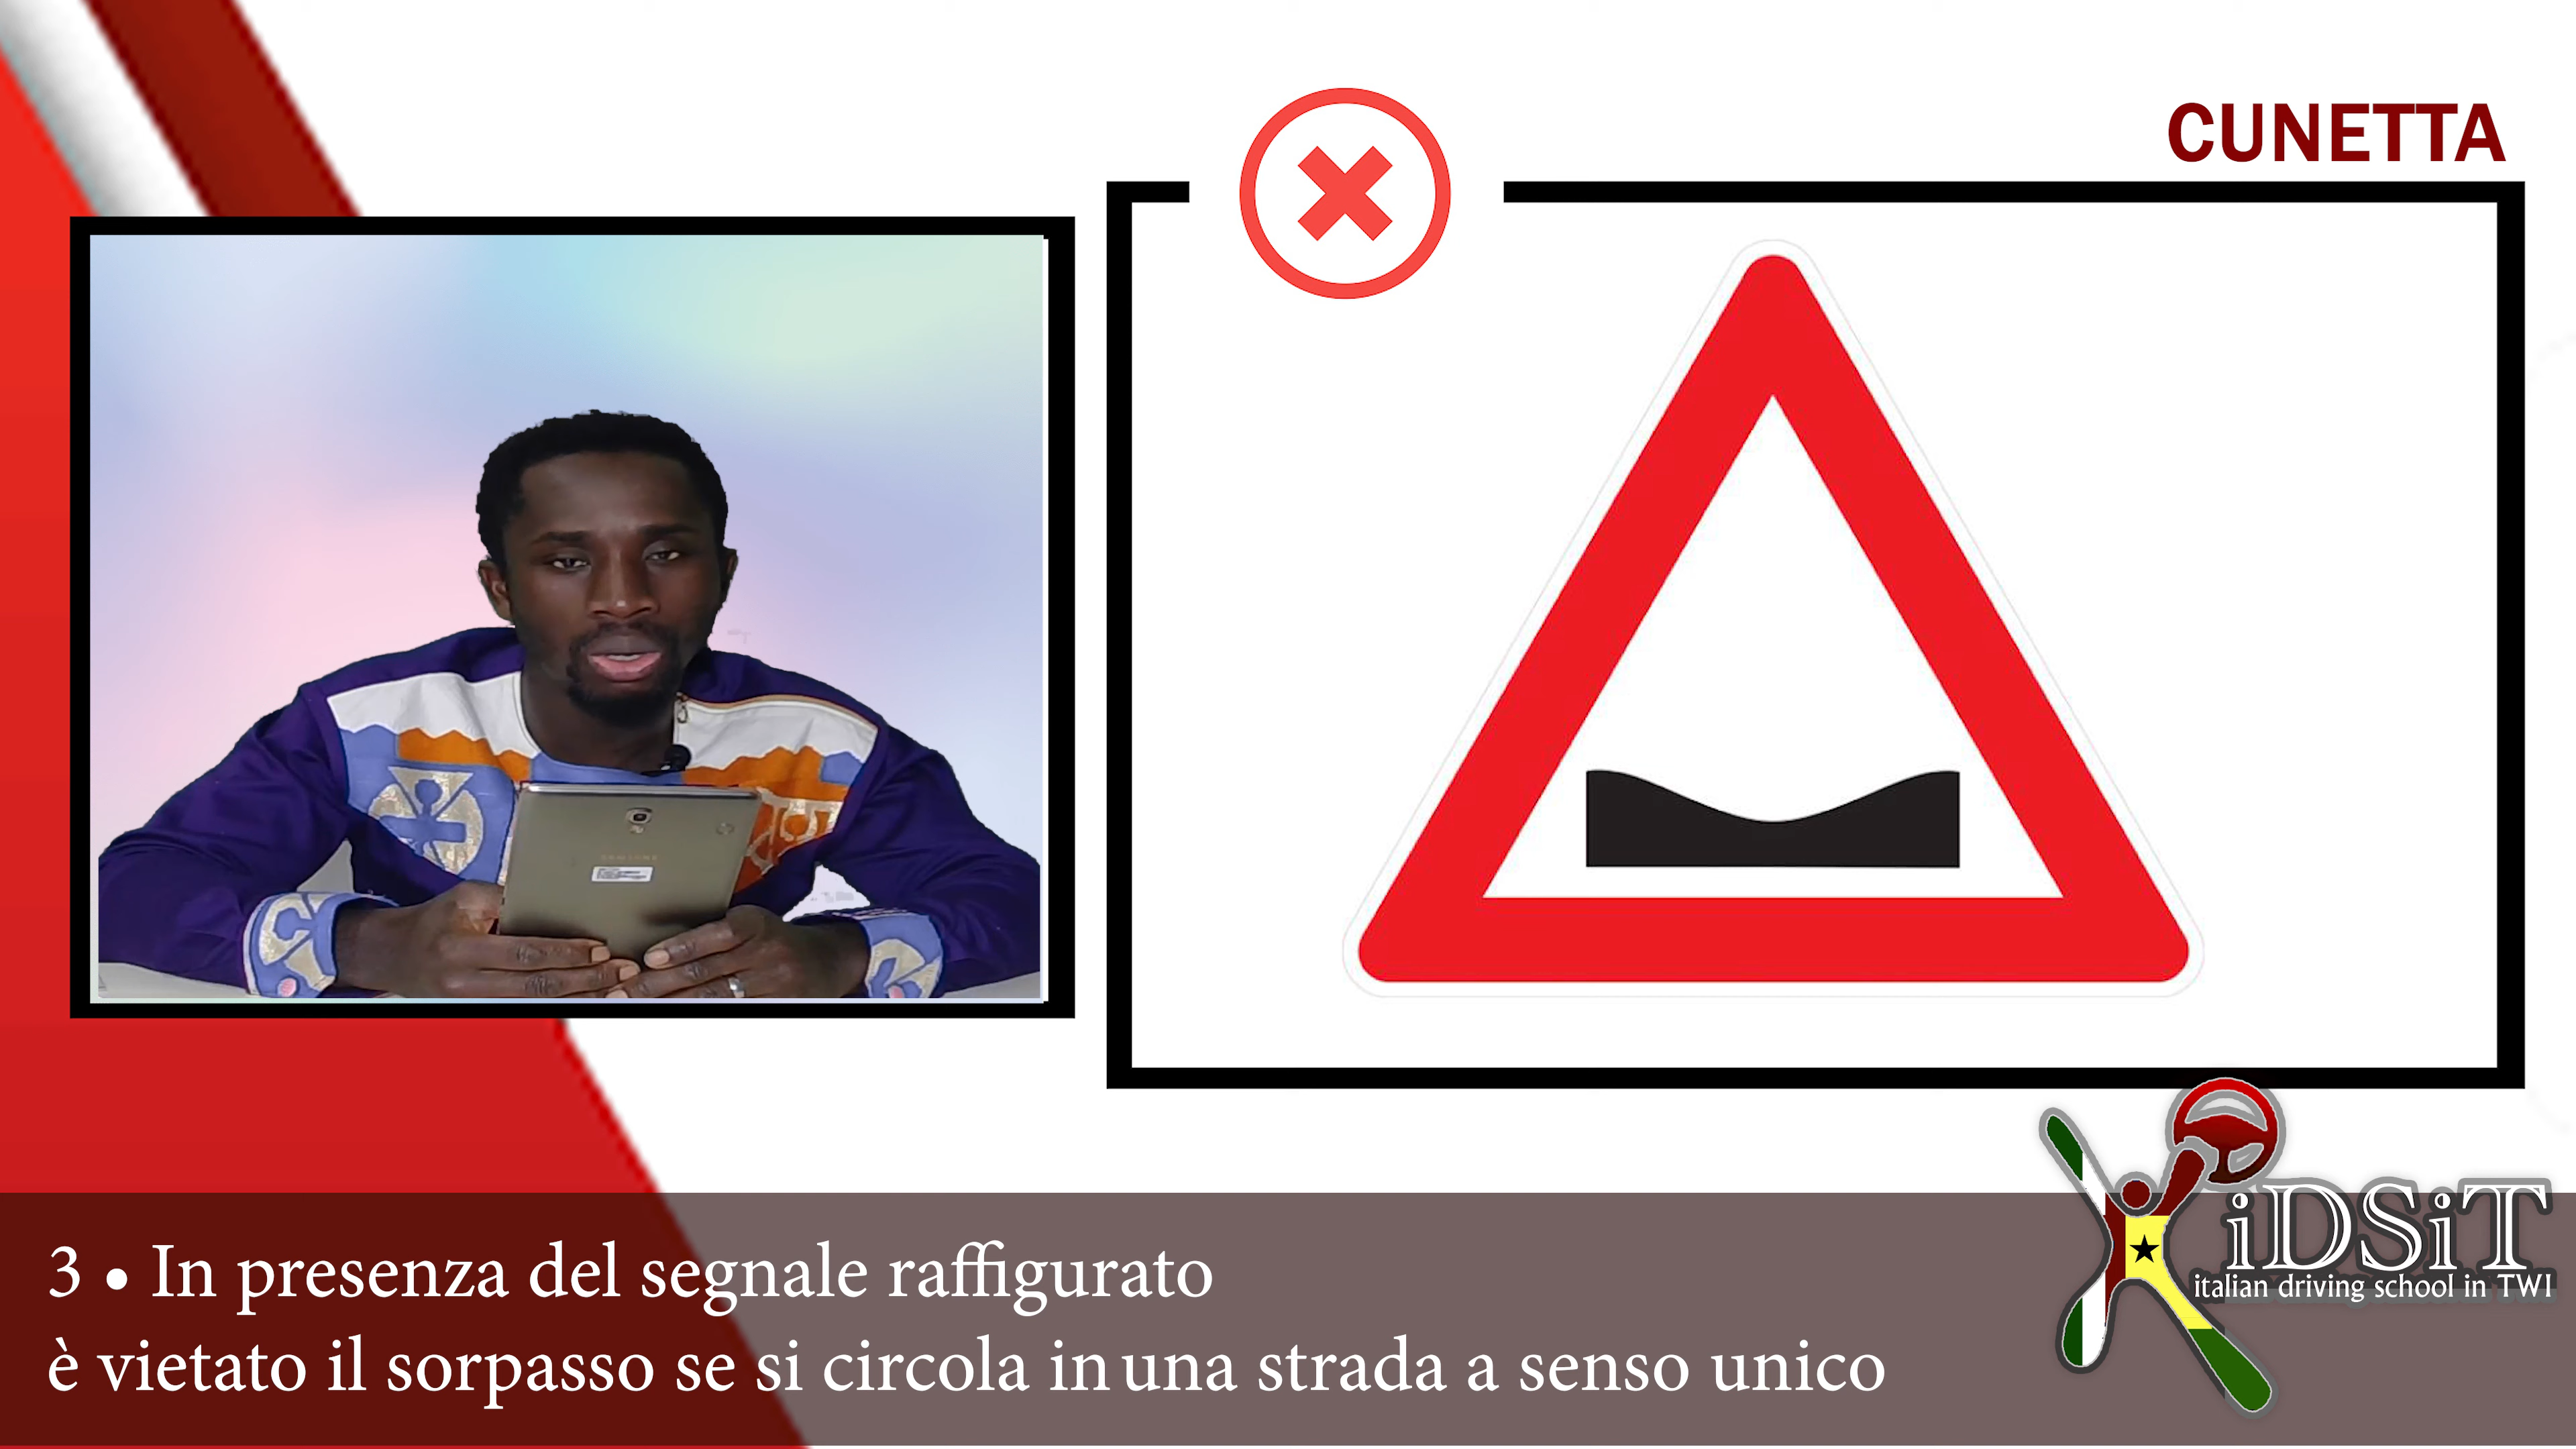 CUNETTA
3 • In presenza del segnale raffigurato
è vietato il sorpasso se si circola in una strada a senso unico
iDSiT
italian driving school in TWI